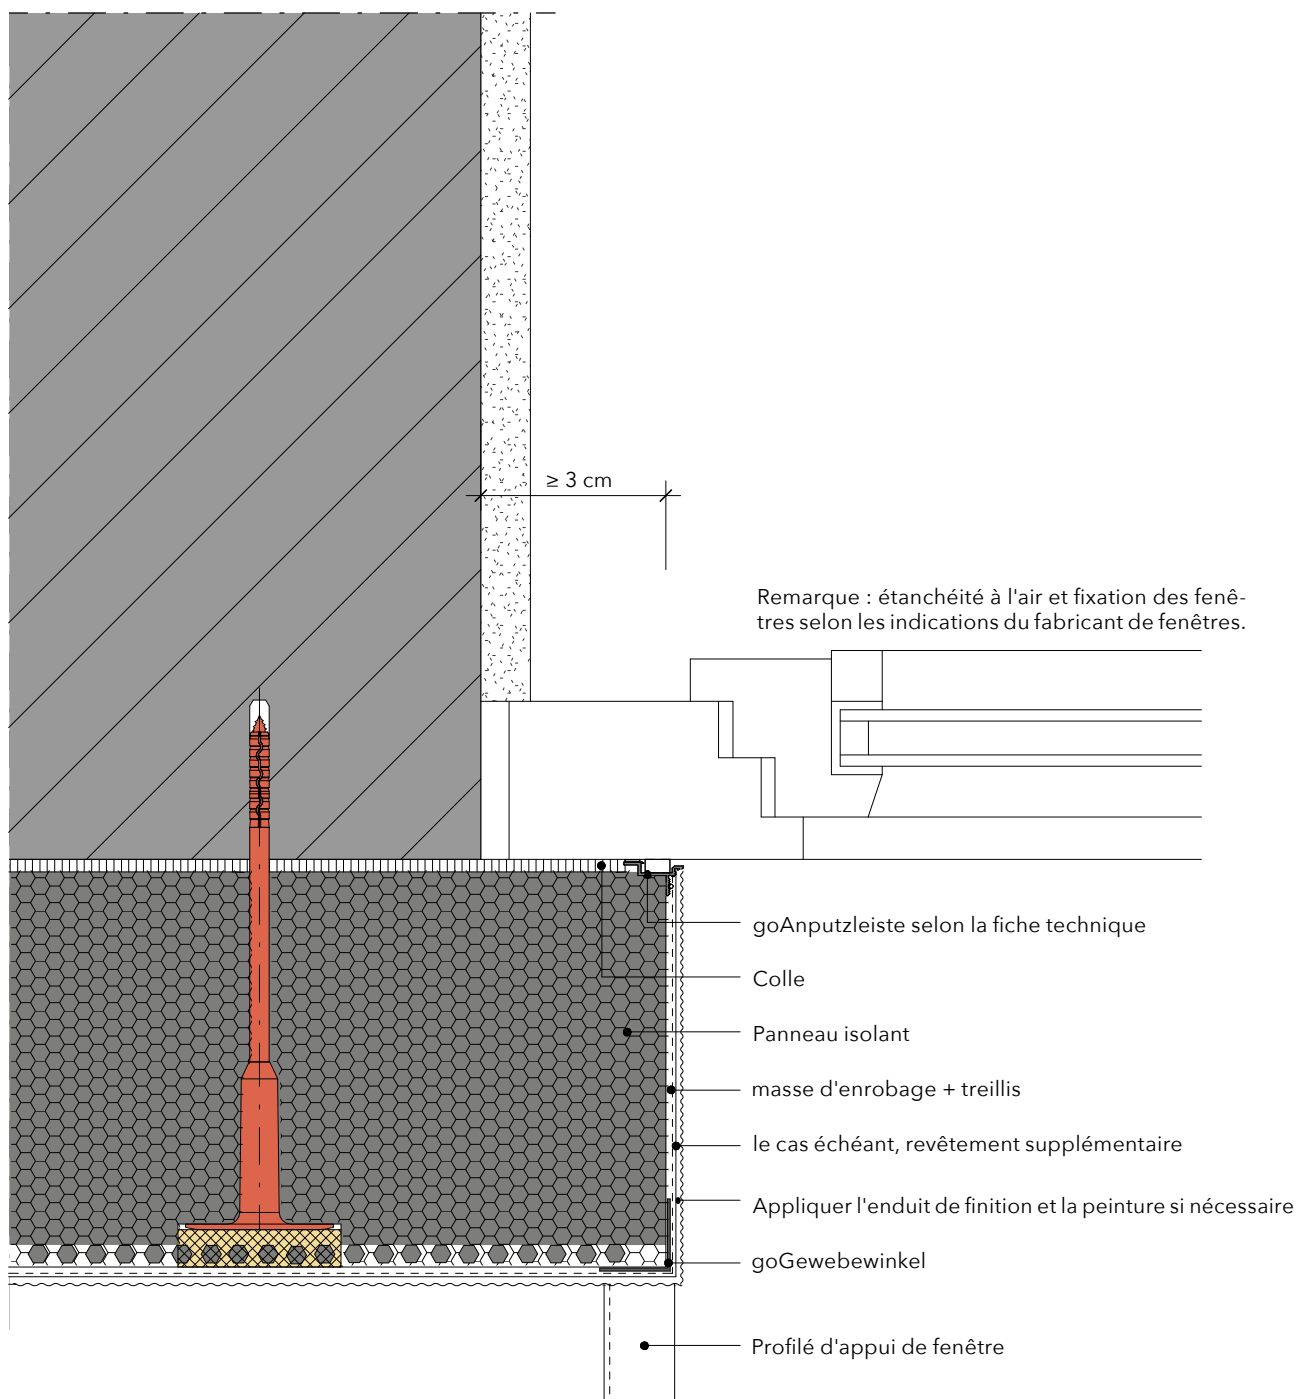 ≥ 3 cm
Remarque : étanchéité à l'air et fixation des fenê-
tres selon les indications du fabricant de fenêtres.
goAnputzleiste selon la fiche technique
Colle
Panneau isolant
masse d'enrobage + treillis
le cas échéant, revêtement supplémentaire
Appliquer l'enduit de finition et la peinture si nécessaire
goGewebewinkel
Profilé d'appui de fenêtre